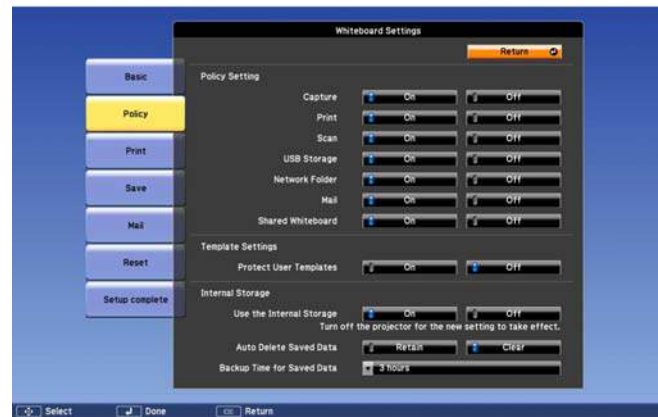 Whiteboard Settings
Return
Basic
Policy
Print
Save
Mail
Reset
Setup complete
Policy Setting
Capture On Off
Print On Off
Scan On Off
USB Storage On Off
Network Folder On Off
Mail On Off
Shared Whiteboard On Off
Template Settings
Protect User Templates On Off
Internal Storage
Use the Internal Storage On Off
Turn off the projector for the new setting to take effect.
Auto Delete Saved Data Retain Clear
Backup Time for Saved Data 3 hours
Select Done Esc Return